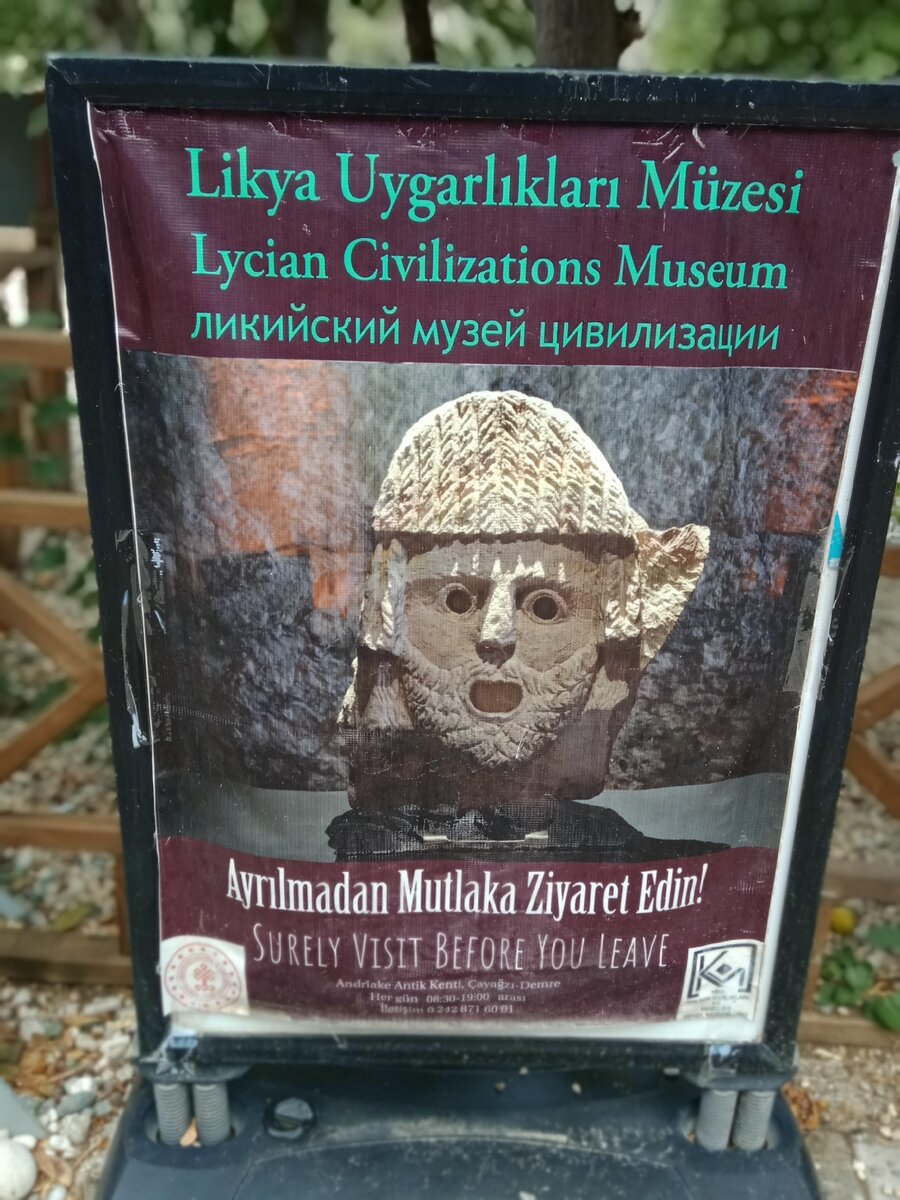 Likya Uygarlıkları Müzesi
Lycian Civilizations Museum
ликийский музей цивилизации
Ayrılmadan Mutlaka Ziyaret Edin!
SURELY VISIT BEFORE YOU LEAVE
Andriake Antik Kenti, Çayağzı-Demre
Her gün 08:30-19:00 arası
İletişim 0 242 871 60 01